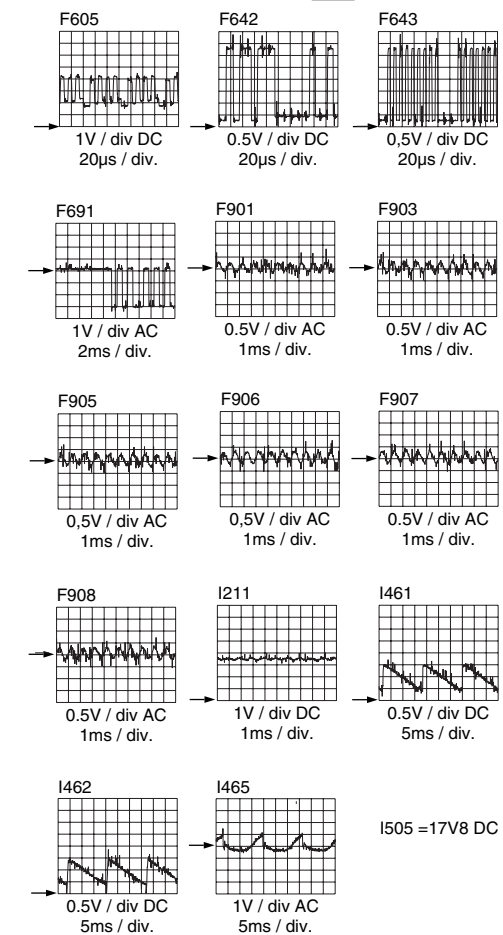 F605 F642 F643
1V / div DC 0.5V / div DC 0,5V / div DC
20µs / div. 20µs / div. 20µs / div.
F691 F901 F903
1V / div AC 0.5V / div AC 0.5V / div AC
2ms / div. 1ms / div. 1ms / div.
F905 F906 F907
0,5V / div AC 0,5V / div AC 0.5V / div AC
1ms / div. 1ms / div. 1ms / div.
F908 I211 I461
0.5V / div AC 1V / div DC 0.5V / div DC
1ms / div. 1ms / div. 5ms / div.
I462 I465
I505 =17V8 DC
0.5V / div DC 1V / div AC
5ms / div. 5ms / div.